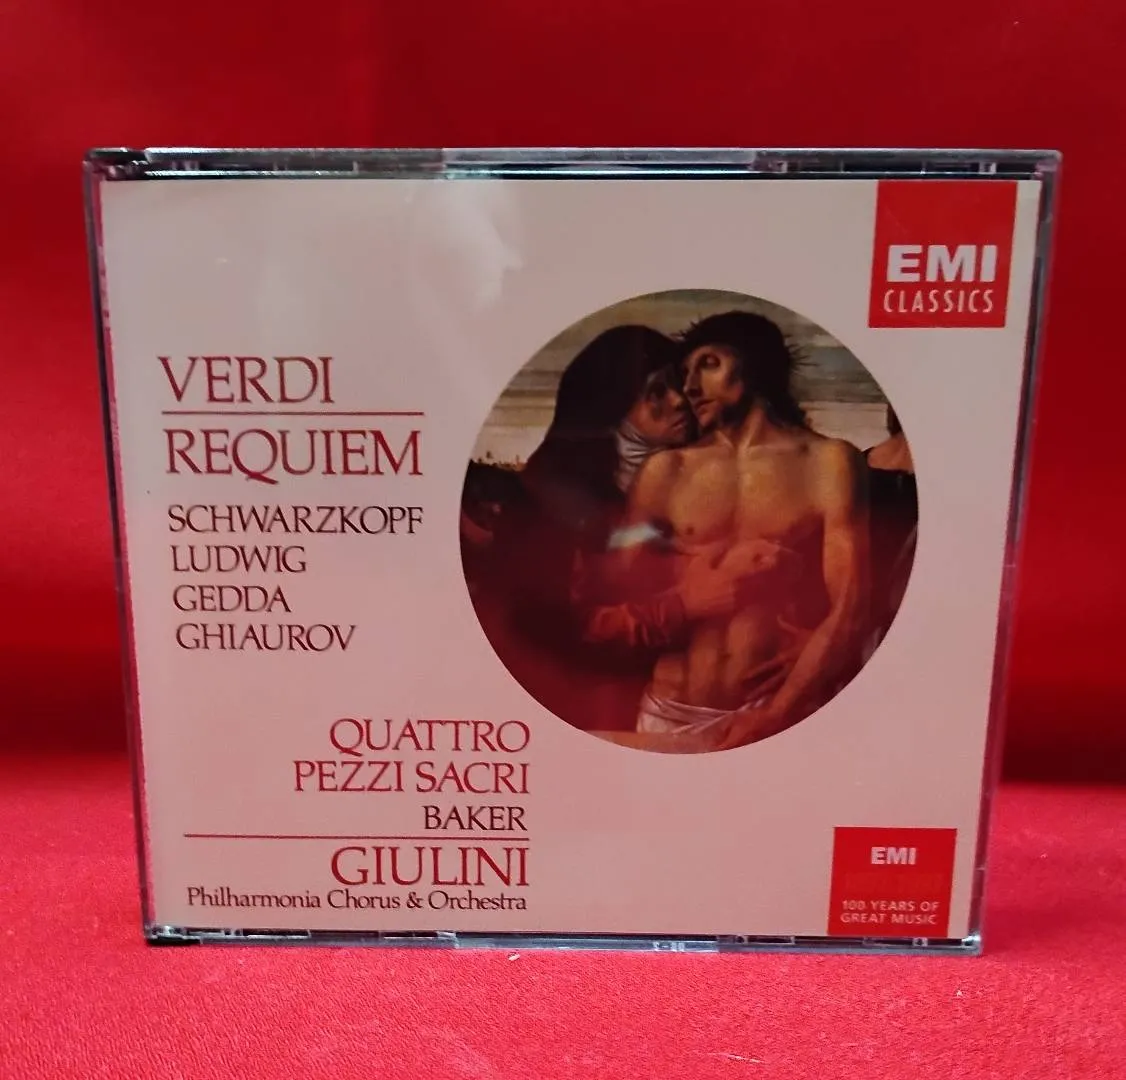 EMI
CLASSICS
VERDI
REQUIEM
SCHWARZKOPF
LUDWIG
GEDDA
GHIAUROV
QUATTRO
PEZZI SACRI
BAKER
GIULINI
Philharmonia Chorus & Orchestra
EMI
100 YEARS OF
GREAT MUSIC